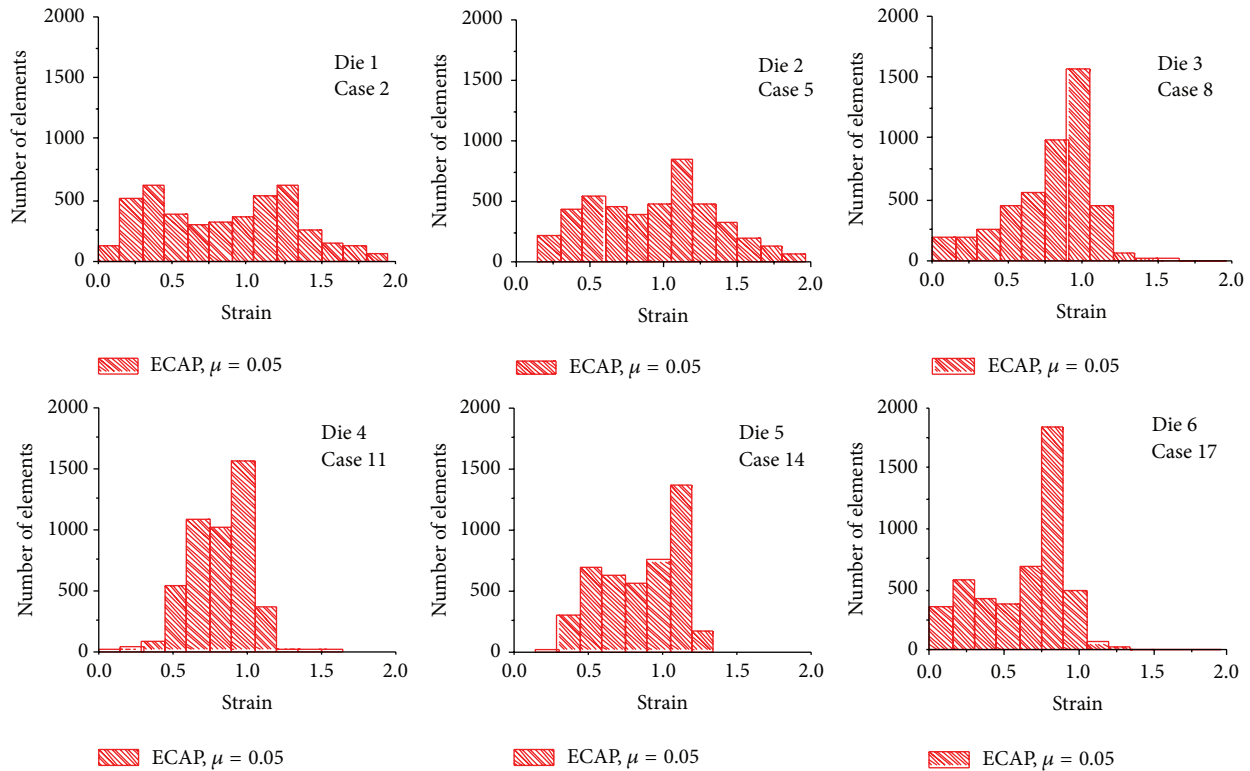 2000
1500
1000
500
0
Number of elements
Die 1
Case 2
0.0 0.5 1.0 1.5 2.0
Strain
ECAP, μ = 0.05
2000
1500
1000
500
0
Number of elements
Die 2
Case 5
0.0 0.5 1.0 1.5 2.0
Strain
ECAP, μ = 0.05
2000
1500
1000
500
0
Number of elements
Die 3
Case 8
0.0 0.5 1.0 1.5 2.0
Strain
ECAP, μ = 0.05
2000
1500
1000
500
0
Number of elements
Die 4
Case 11
0.0 0.5 1.0 1.5 2.0
Strain
ECAP, μ = 0.05
2000
1500
1000
500
0
Number of elements
Die 5
Case 14
0.0 0.5 1.0 1.5 2.0
Strain
ECAP, μ = 0.05
2000
1500
1000
500
0
Number of elements
Die 6
Case 17
0.0 0.5 1.0 1.5 2.0
Strain
ECAP, μ = 0.05